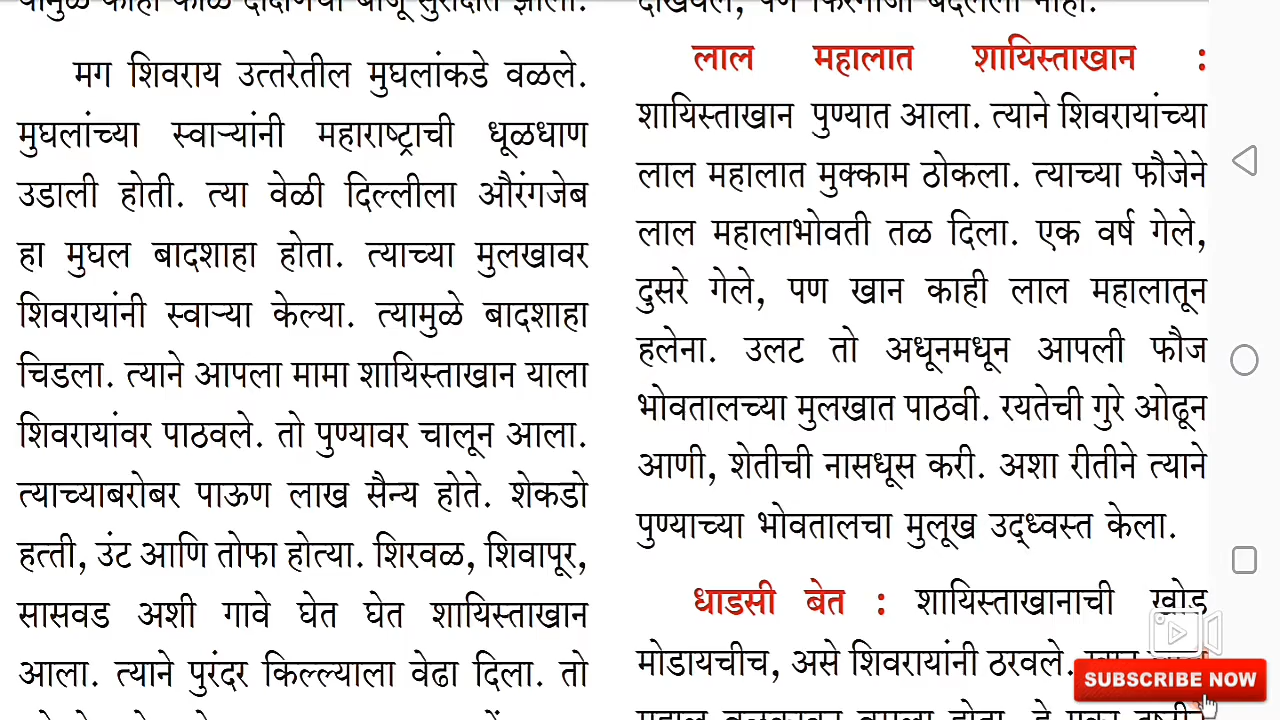 मग शिवराय उत्तरेतील मुघलांकडे वळले.
मुघलांच्या स्वाऱ्यांनी महाराष्ट्राची धूळधाण
उडाली होती. त्या वेळी दिल्लीला औरंगजेब
हा मुघल बादशाहा होता. त्याच्या मुलखावर
शिवरायांनी स्वाऱ्या केल्या. त्यामुळे बादशाहा
चिडला. त्याने आपला मामा शायिस्ताखान याला
शिवरायांवर पाठवले. तो पुण्यावर चालून आला.
त्याच्याबरोबर पाऊण लाख सैन्य होते. शेकडो
हत्ती, उंट आणि तोफा होत्या. शिरवळ, शिवापूर,
सासवड अशी गावे घेत घेत शायिस्ताखान
आला. त्याने पुरंदर किल्ल्याला वेढा दिला. तो
लाल महालात शायिस्ताखान :
शायिस्ताखान पुण्यात आला. त्याने शिवरायांच्या
लाल महालात मुक्काम ठोकला. त्याच्या फौजेने
लाल महालाभोवती तळ दिला. एक वर्ष गेले,
दुसरे गेले, पण खान काही लाल महालातून
हलेना. उलट तो अधूनमधून आपली फौज
भोवतालच्या मुलखात पाठवी. रयतेची गुरे ओढून
आणी, शेतीची नासधूस करी. अशा रीतीने त्याने
पुण्याच्या भोवतालचा मुलूख उद्ध्वस्त केला.
धाडसी बेत : शायिस्ताखानाची खोड
मोडायचीच, असे शिवरायांनी ठरवले.
SUBSCRIBE NOW